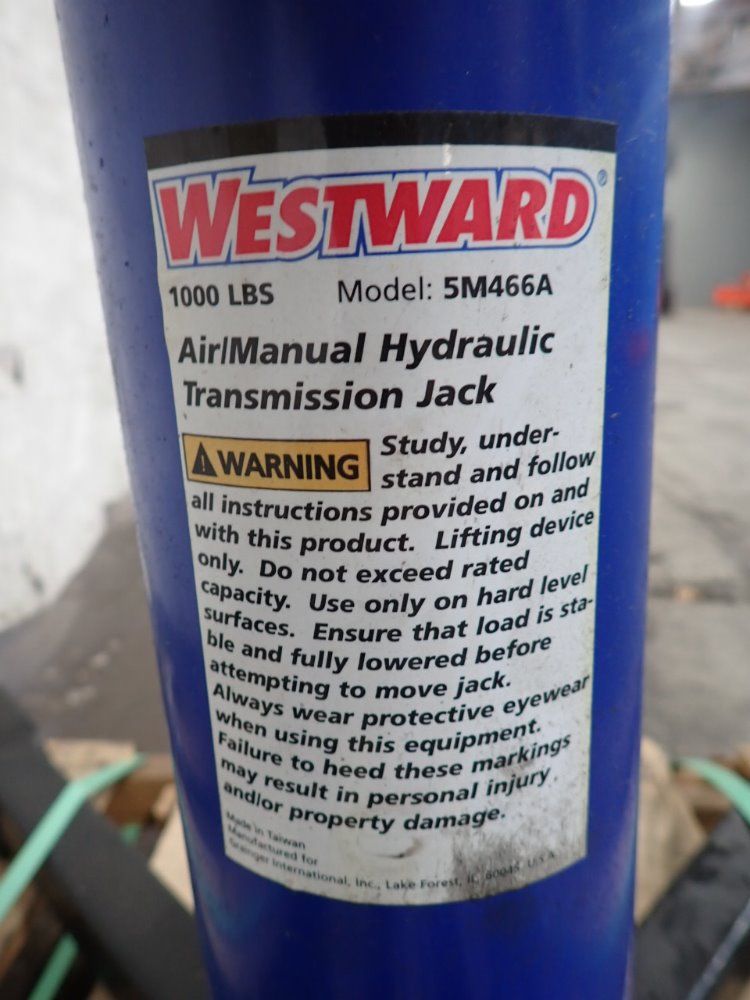 WESTWARD®
1000 LBS Model: 5M466A
Air/Manual Hydraulic
Transmission Jack
WARNING Study, under-
stand and follow
all instructions provided on and
with this product. Lifting device
only. Do not exceed rated
capacity. Use only on hard level
surfaces. Ensure that load is sta-
ble and fully lowered before
attempting to move jack.
Always wear protective eyewear
when using this equipment.
Failure to heed these markings
may result in personal injury
and/or property damage.
Made in Taiwan
Manufactured for
Grainger International, Inc., Lake Forest, IL 60045 U.S.A.